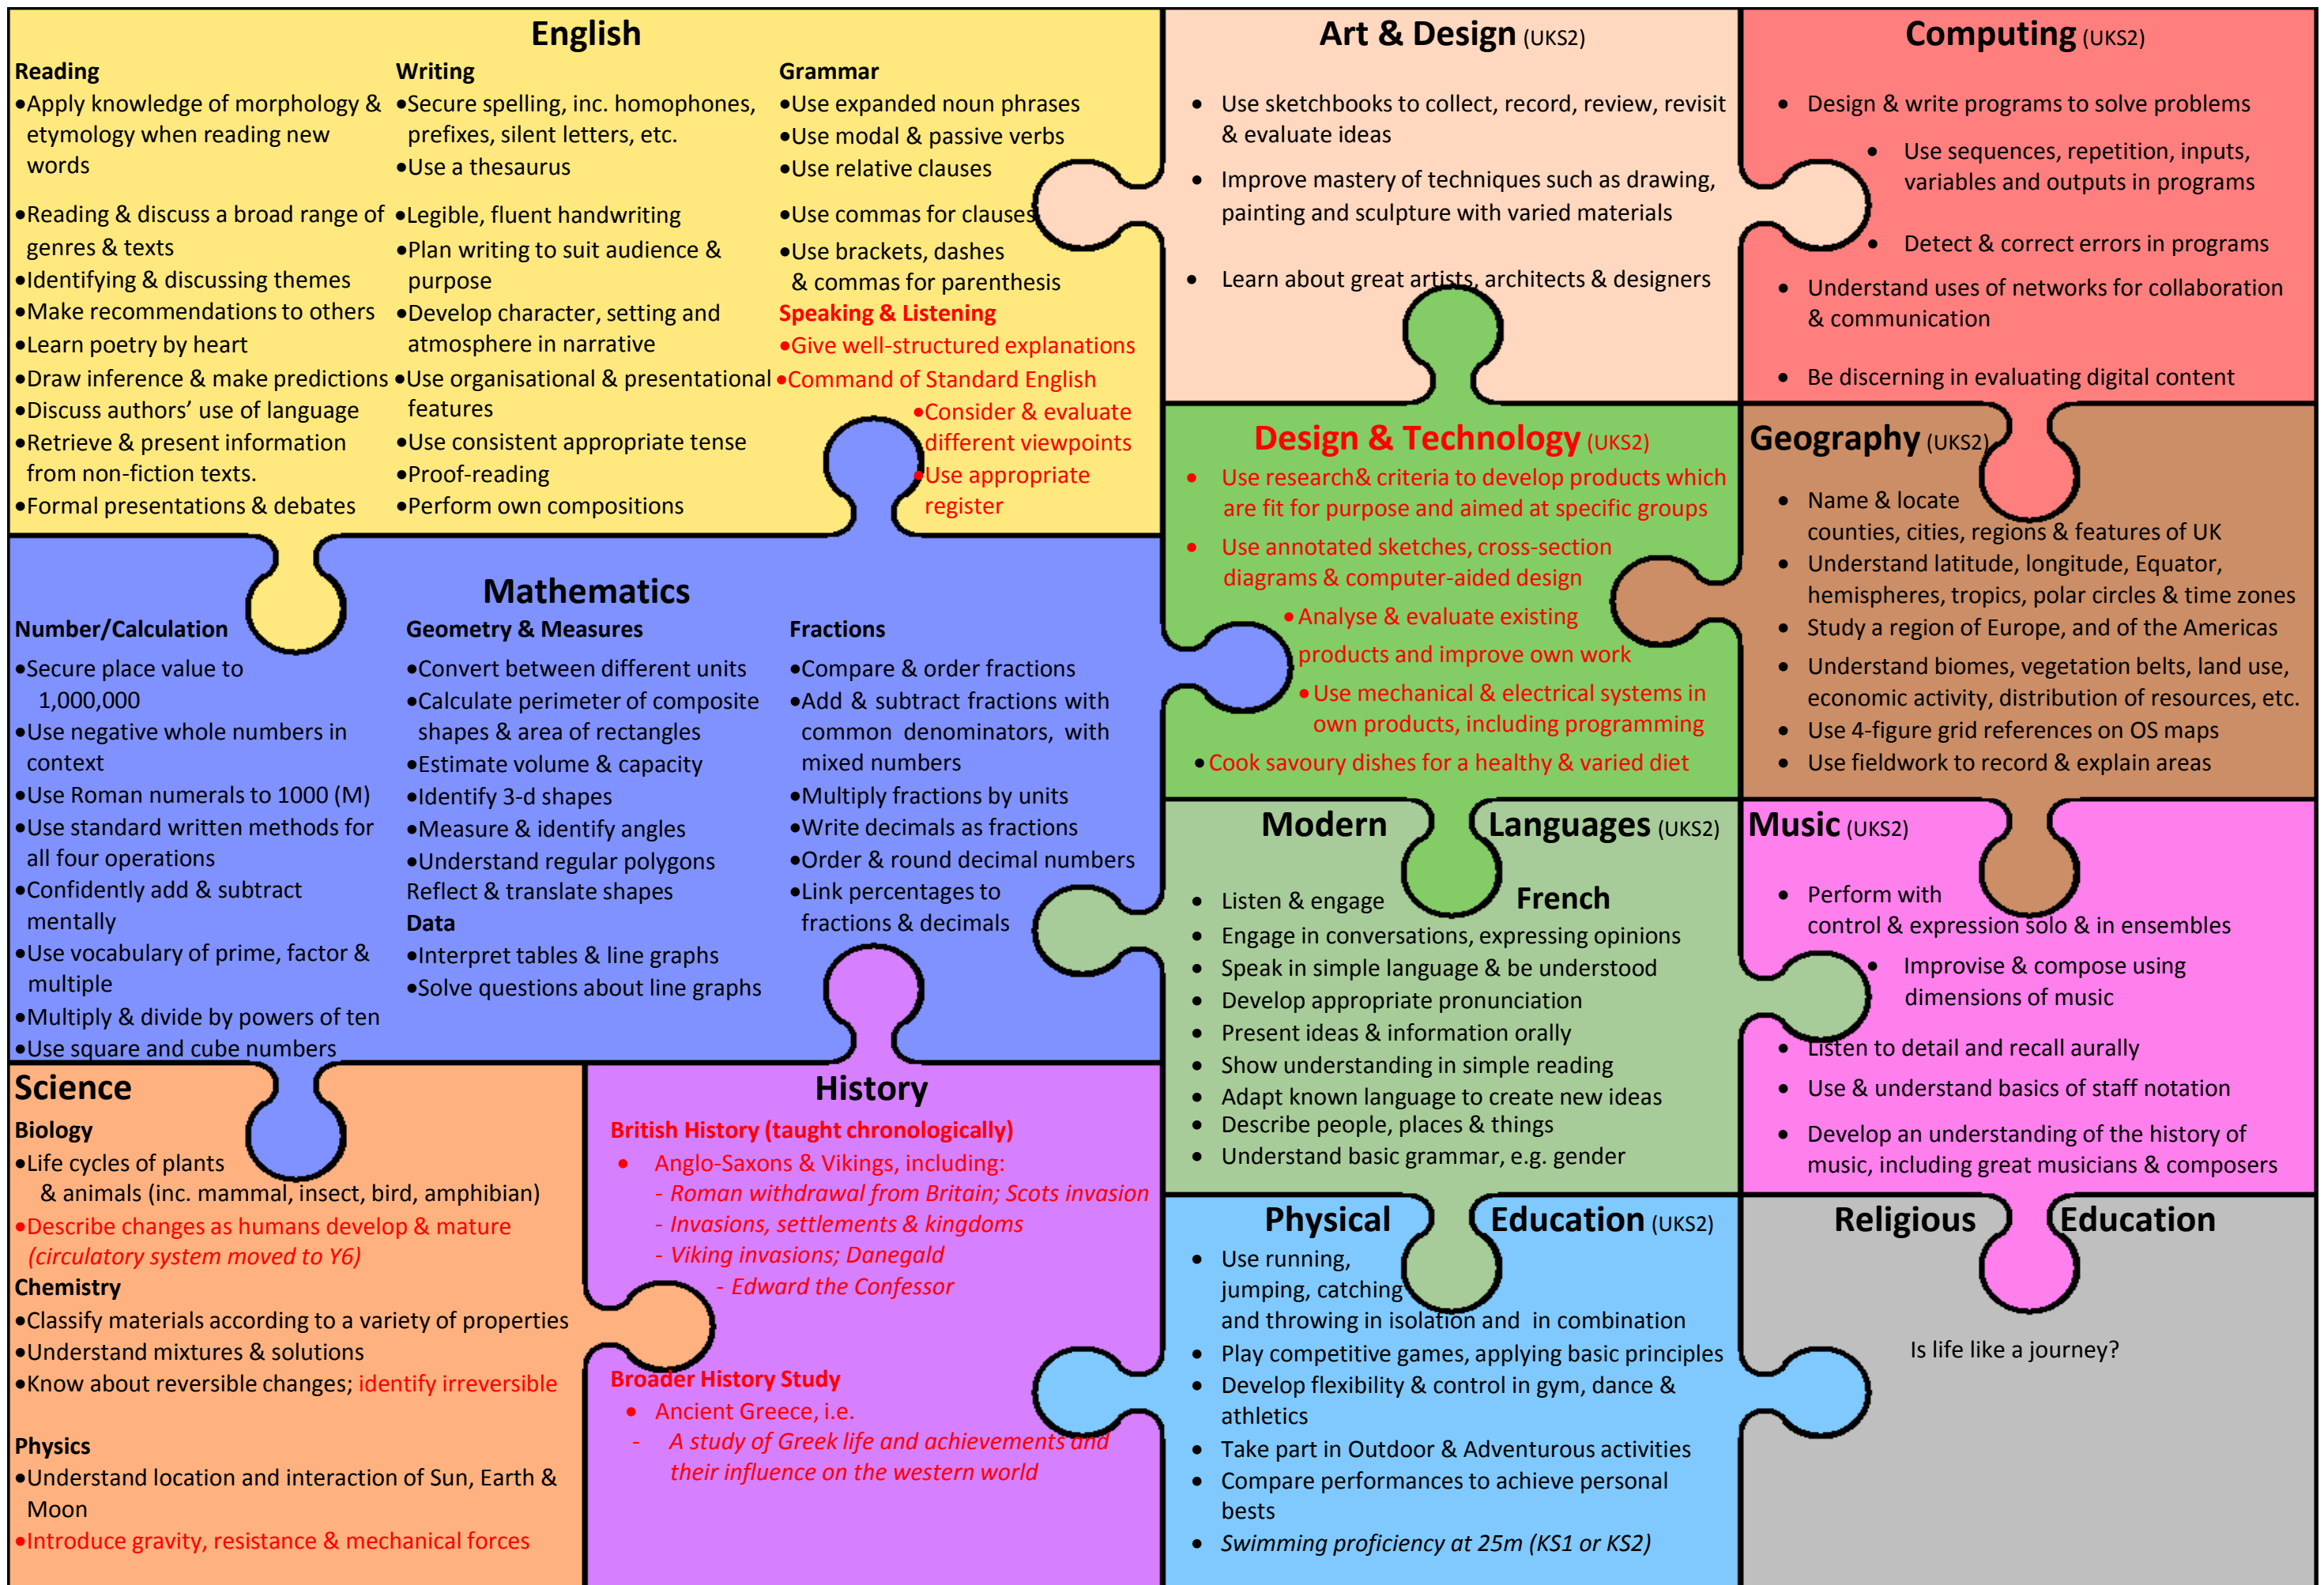 English
Reading
•Apply knowledge of morphology &
etymology when reading new
words
•Reading & discuss a broad range of
genres & texts
•Identifying & discussing themes
•Make recommendations to others
•Learn poetry by heart
•Draw inference & make predictions
•Discuss authors’ use of language
•Retrieve & present information
from non-fiction texts.
•Formal presentations & debates
Writing
•Secure spelling, inc. homophones,
prefixes, silent letters, etc.
•Use a thesaurus
•Legible, fluent handwriting
•Plan writing to suit audience &
purpose
•Develop character, setting and
atmosphere in narrative
•Use organisational & presentational
features
•Use consistent appropriate tense
•Proof-reading
•Perform own compositions
Grammar
•Use expanded noun phrases
•Use modal & passive verbs
•Use relative clauses
•Use commas for clauses
•Use brackets, dashes
& commas for parenthesis
Speaking & Listening
•Give well-structured explanations
•Command of Standard English
•Consider & evaluate
different viewpoints
•Use appropriate
register
Art & Design (UKS2)
• Use sketchbooks to collect, record, review, revisit
& evaluate ideas
• Improve mastery of techniques such as drawing,
painting and sculpture with varied materials
• Learn about great artists, architects & designers
Computing (UKS2)
• Design & write programs to solve problems
• Use sequences, repetition, inputs,
variables and outputs in programs
• Detect & correct errors in programs
• Understand uses of networks for collaboration
& communication
• Be discerning in evaluating digital content
Design & Technology (UKS2)
• Use research& criteria to develop products which
are fit for purpose and aimed at specific groups
• Use annotated sketches, cross-section
diagrams & computer-aided design
• Analyse & evaluate existing
products and improve own work
• Use mechanical & electrical systems in
own products, including programming
• Cook savoury dishes for a healthy & varied diet
Geography (UKS2)
• Name & locate
counties, cities, regions & features of UK
• Understand latitude, longitude, Equator,
hemispheres, tropics, polar circles & time zones
• Study a region of Europe, and of the Americas
• Understand biomes, vegetation belts, land use,
economic activity, distribution of resources, etc.
• Use 4-figure grid references on OS maps
• Use fieldwork to record & explain areas
Mathematics
Number/Calculation
•Secure place value to
1,000,000
•Use negative whole numbers in
context
•Use Roman numerals to 1000 (M)
•Use standard written methods for
all four operations
•Confidently add & subtract
mentally
•Use vocabulary of prime, factor &
multiple
•Multiply & divide by powers of ten
•Use square and cube numbers
Geometry & Measures
•Convert between different units
•Calculate perimeter of composite
shapes & area of rectangles
•Estimate volume & capacity
•Identify 3-d shapes
•Measure & identify angles
•Understand regular polygons
Reflect & translate shapes
Data
•Interpret tables & line graphs
•Solve questions about line graphs
Fractions
•Compare & order fractions
•Add & subtract fractions with
common denominators, with
mixed numbers
•Multiply fractions by units
•Write decimals as fractions
•Order & round decimal numbers
•Link percentages to
fractions & decimals
Modern Languages (UKS2)
French
• Listen & engage
• Engage in conversations, expressing opinions
• Speak in simple language & be understood
• Develop appropriate pronunciation
• Present ideas & information orally
• Show understanding in simple reading
• Adapt known language to create new ideas
• Describe people, places & things
• Understand basic grammar, e.g. gender
Music (UKS2)
• Perform with
control & expression solo & in ensembles
• Improvise & compose using
dimensions of music
• Listen to detail and recall aurally
• Use & understand basics of staff notation
• Develop an understanding of the history of
music, including great musicians & composers
Science
Biology
•Life cycles of plants
& animals (inc. mammal, insect, bird, amphibian)
•Describe changes as humans develop & mature
(circulatory system moved to Y6)
Chemistry
•Classify materials according to a variety of properties
•Understand mixtures & solutions
•Know about reversible changes; identify irreversible
Physics
•Understand location and interaction of Sun, Earth &
Moon
•Introduce gravity, resistance & mechanical forces
History
British History (taught chronologically)
• Anglo-Saxons & Vikings, including:
- Roman withdrawal from Britain; Scots invasion
- Invasions, settlements & kingdoms
- Viking invasions; Danegald
- Edward the Confessor
Broader History Study
• Ancient Greece, i.e.
- A study of Greek life and achievements and
their influence on the western world
Physical Education (UKS2)
• Use running,
jumping, catching
and throwing in isolation and in combination
• Play competitive games, applying basic principles
• Develop flexibility & control in gym, dance &
athletics
• Take part in Outdoor & Adventurous activities
• Compare performances to achieve personal
bests
• Swimming proficiency at 25m (KS1 or KS2)
Religious Education
Is life like a journey?